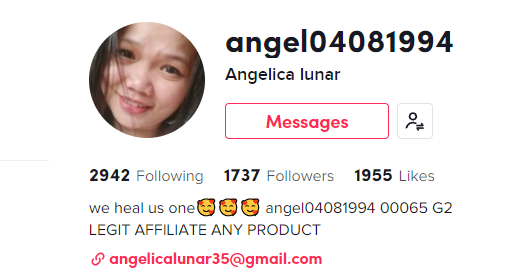 angel04081994
Angelica lunar
Messages
2942 Following 1737 Followers 1955 Likes
we heal us one🥰🥰🥰 angel04081994 00065 G2
LEGIT AFFILIATE ANY PRODUCT
angelicalunar35@gmail.com